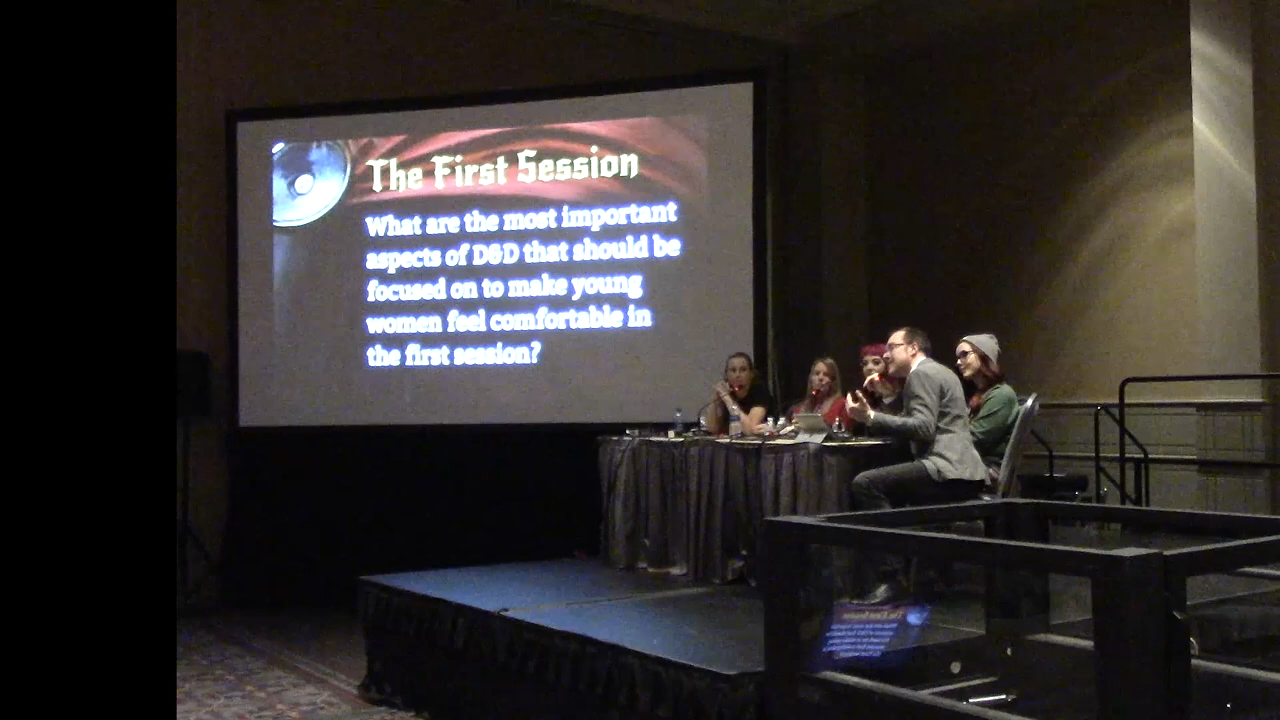 The First Session
What are the most important
aspects of D&D that should be
focused on to make young
women feel comfortable in
the first session?